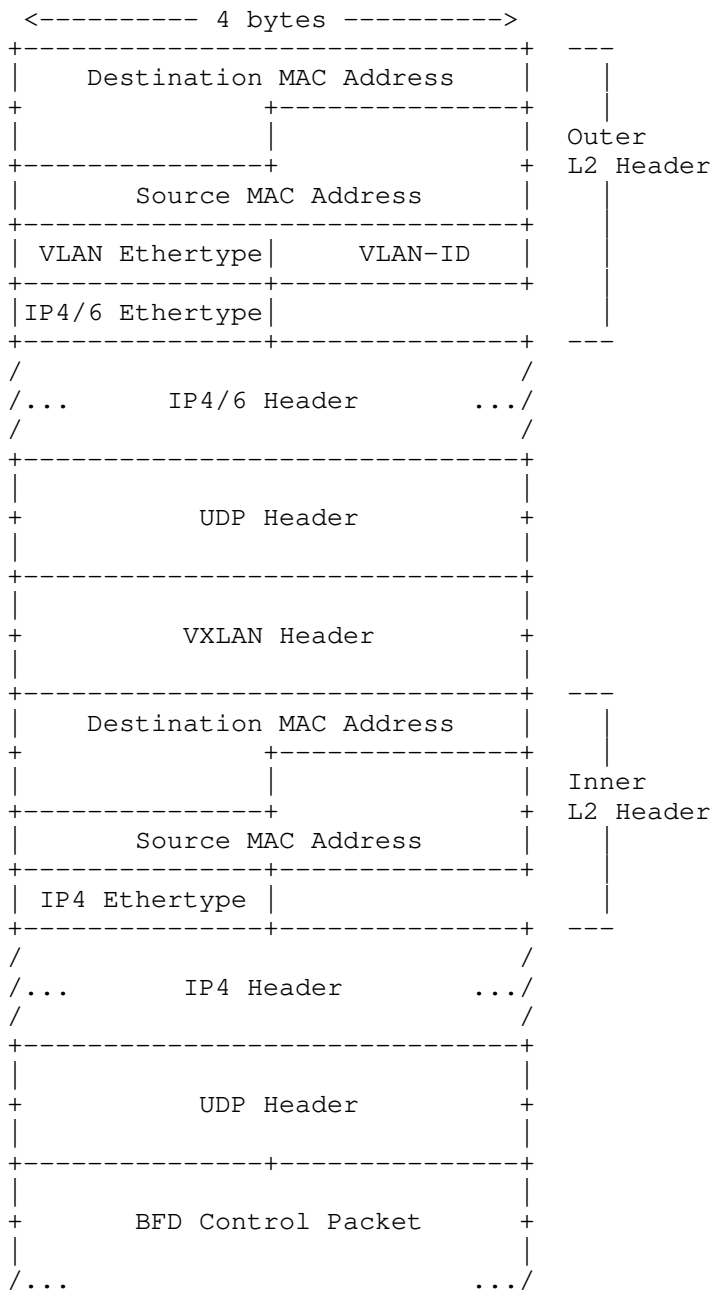 <---------- 4 bytes ---------->
Destination MAC Address
Outer
L2 Header
Source MAC Address
VLAN Ethertype VLAN-ID
IP4/6 Ethertype
/... IP4/6 Header .../
UDP Header
VXLAN Header
Destination MAC Address
Inner
L2 Header
Source MAC Address
IP4 Ethertype
/... IP4 Header .../
UDP Header
BFD Control Packet
/... .../